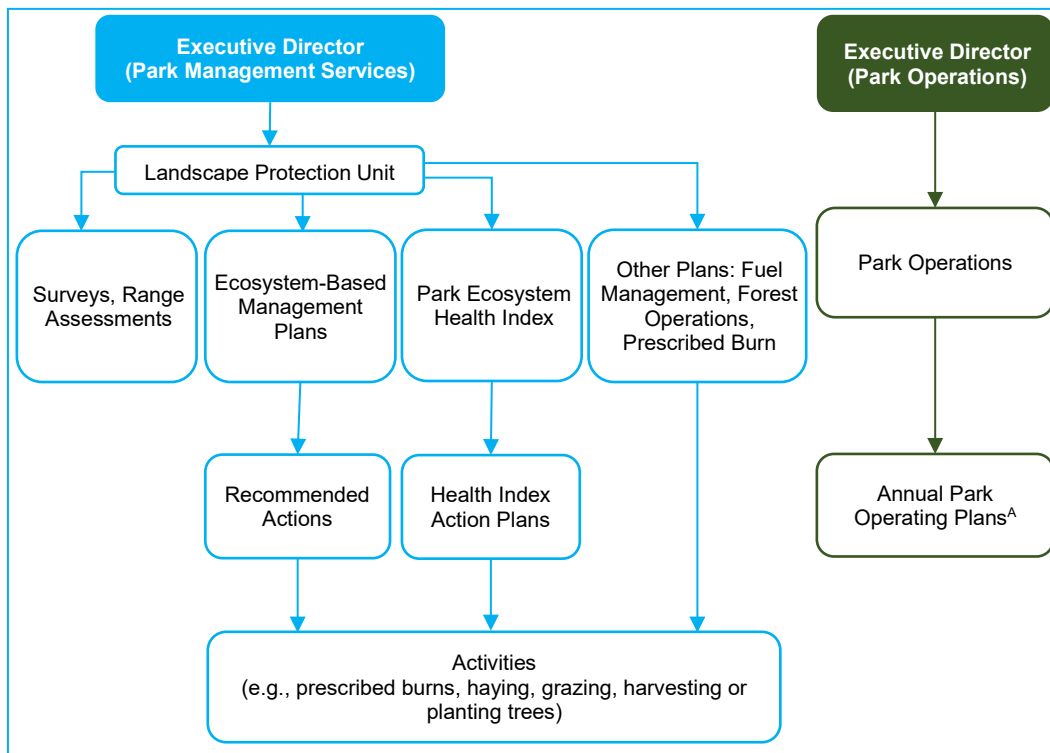 Executive Director
(Park Management Services)
Executive Director
(Park Operations)
Landscape Protection Unit
Surveys, Range
Assessments
Ecosystem-Based
Management
Plans
Park Ecosystem
Health Index
Other Plans: Fuel
Management, Forest
Operations,
Prescribed Burn
Park Operations
Recommended
Actions
Health Index
Action Plans
Annual Park
Operating Plansᴬ
Activities
(e.g., prescribed burns, haying, grazing, harvesting or
planting trees)